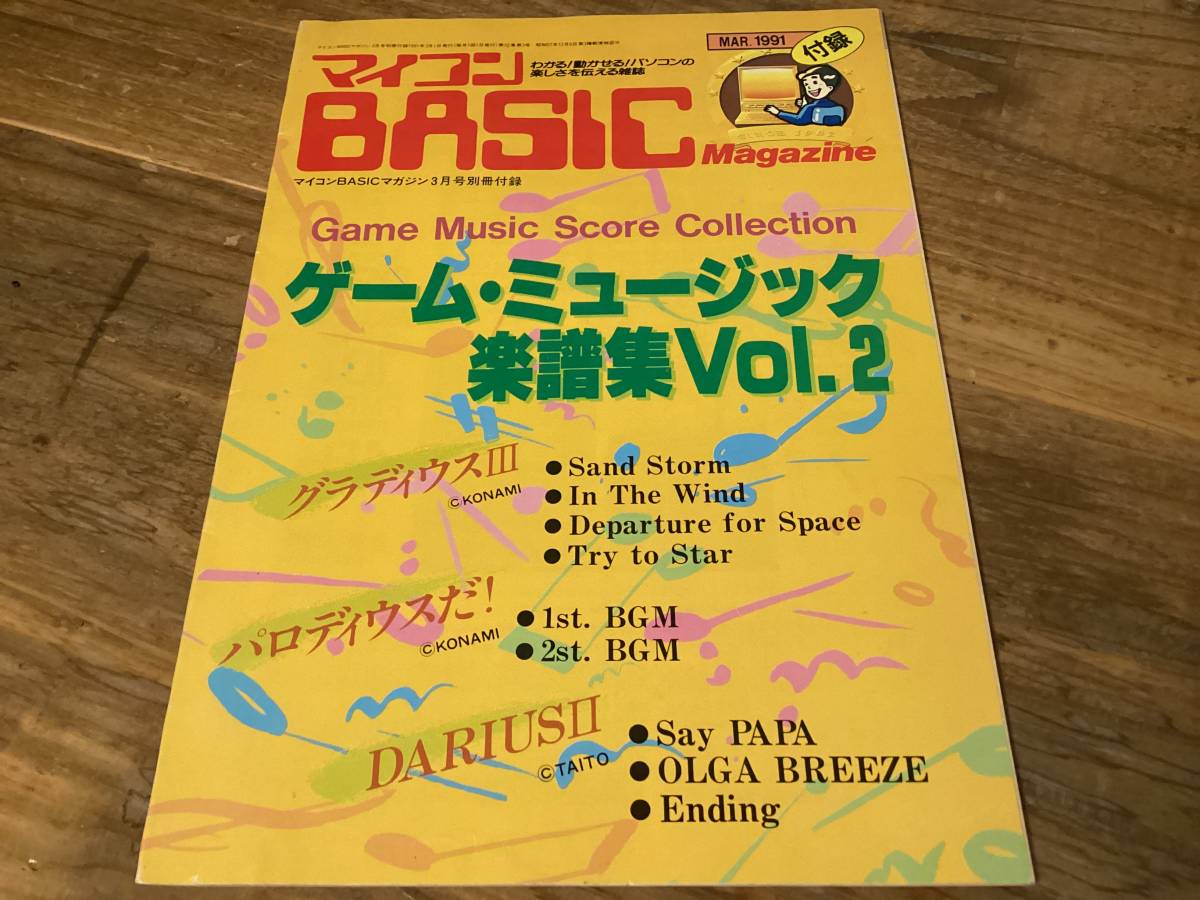 MAR. 1991
付録
マイコン
わかる!動かせる!パソコンの
楽しさを伝える雑誌
BASIC
Magazine
SINCE 1982
マイコンBASICマガジン3月号別冊付録
Game Music Score Collection
ゲーム・ミュージック
楽譜集Vol.2
グラディウスIII
©KONAMI
●Sand Storm
●In The Wind
●Departure for Space
●Try to Star
パロディウスだ!
©KONAMI
●1st. BGM
●2st. BGM
DARIUSII
©TAITO
●Say PAPA
●OLGA BREEZE
●Ending